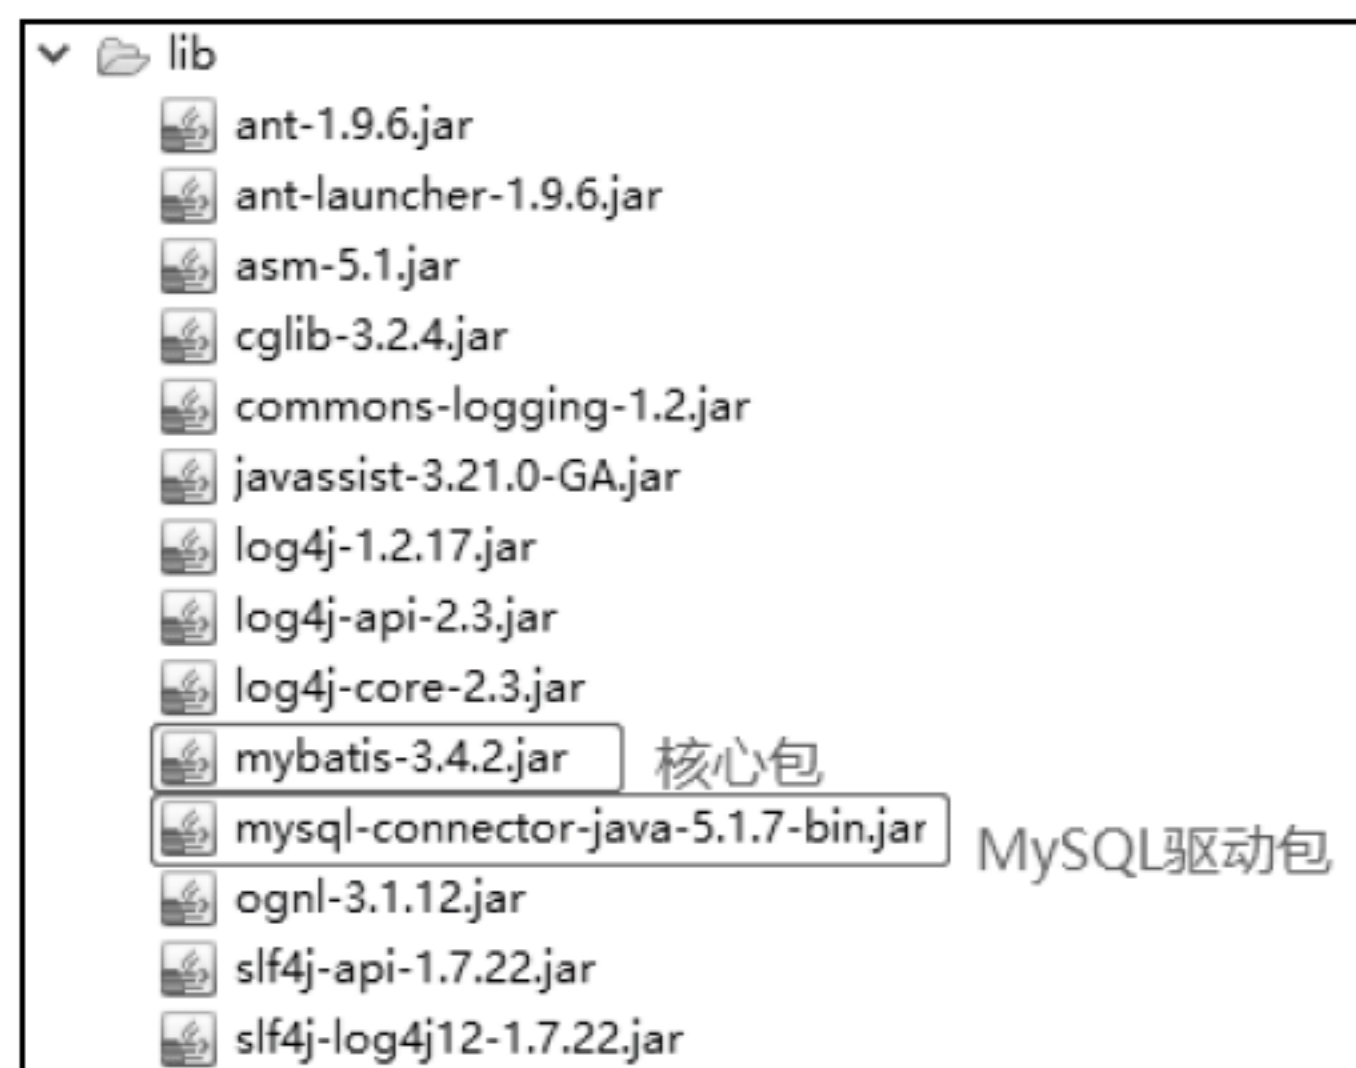 lib
ant-1.9.6.jar
ant-launcher-1.9.6.jar
asm-5.1.jar
cglib-3.2.4.jar
commons-logging-1.2.jar
javassist-3.21.0-GA.jar
log4j-1.2.17.jar
log4j-api-2.3.jar
log4j-core-2.3.jar
mybatis-3.4.2.jar 核心包
mysql-connector-java-5.1.7-bin.jar MySQL驱动包
ognl-3.1.12.jar
slf4j-api-1.7.22.jar
slf4j-log4j12-1.7.22.jar